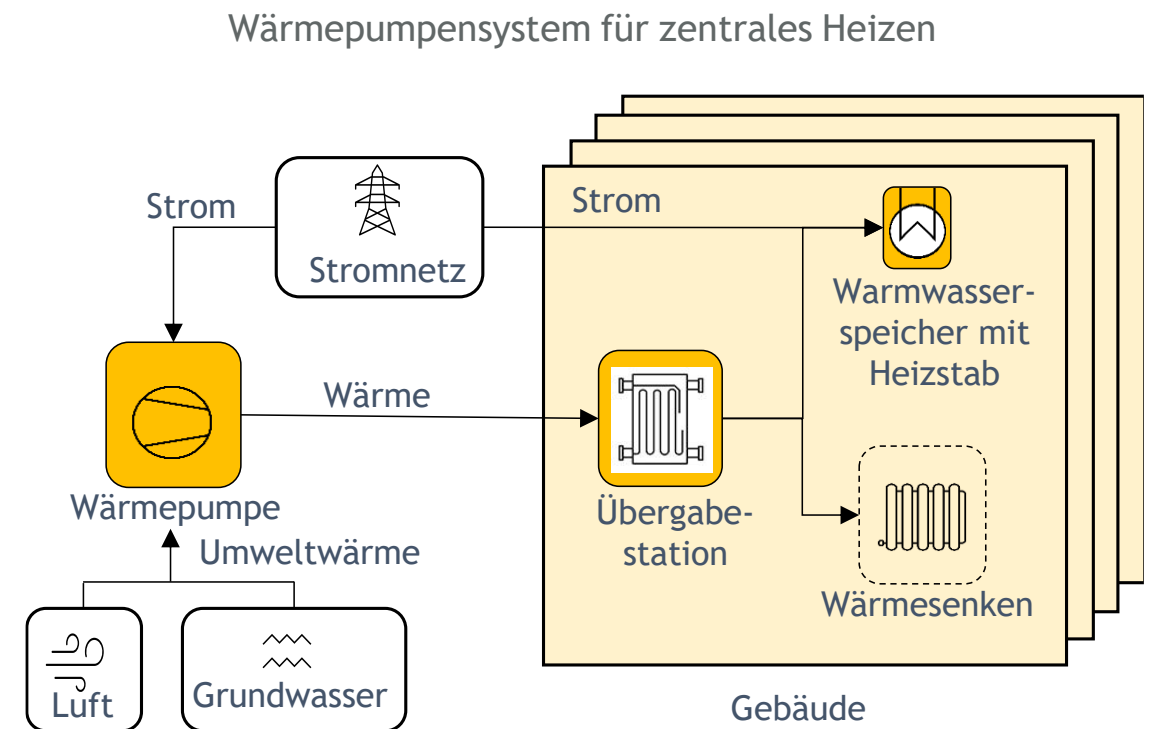 Wärmepumpensystem für zentrales Heizen
Strom
Strom
Stromnetz
Warmwasser-
speicher mit
Heizstab
Wärme
Wärmepumpe
Übergabe-
station
Umweltwärme
Wärmesenken
Luft
Grundwasser
Gebäude